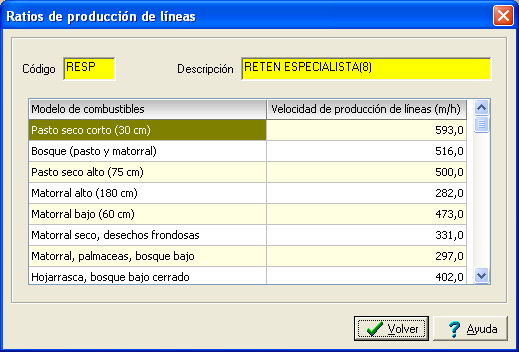 Ratios de producción de líneas
Código RESP Descripción RETEN ESPECIALISTA(8)
Modelo de combustibles Velocidad de producción de líneas (m/h)
Pasto seco corto (30 cm) 593,0
Bosque (pasto y matorral) 516,0
Pasto seco alto (75 cm) 500,0
Matorral alto (180 cm) 282,0
Matorral bajo (60 cm) 473,0
Matorral seco, desechos frondosas 331,0
Matorral, palmaceas, bosque bajo 297,0
Hojarrasca, bosque bajo cerrado 402,0
Volver ? Ayuda